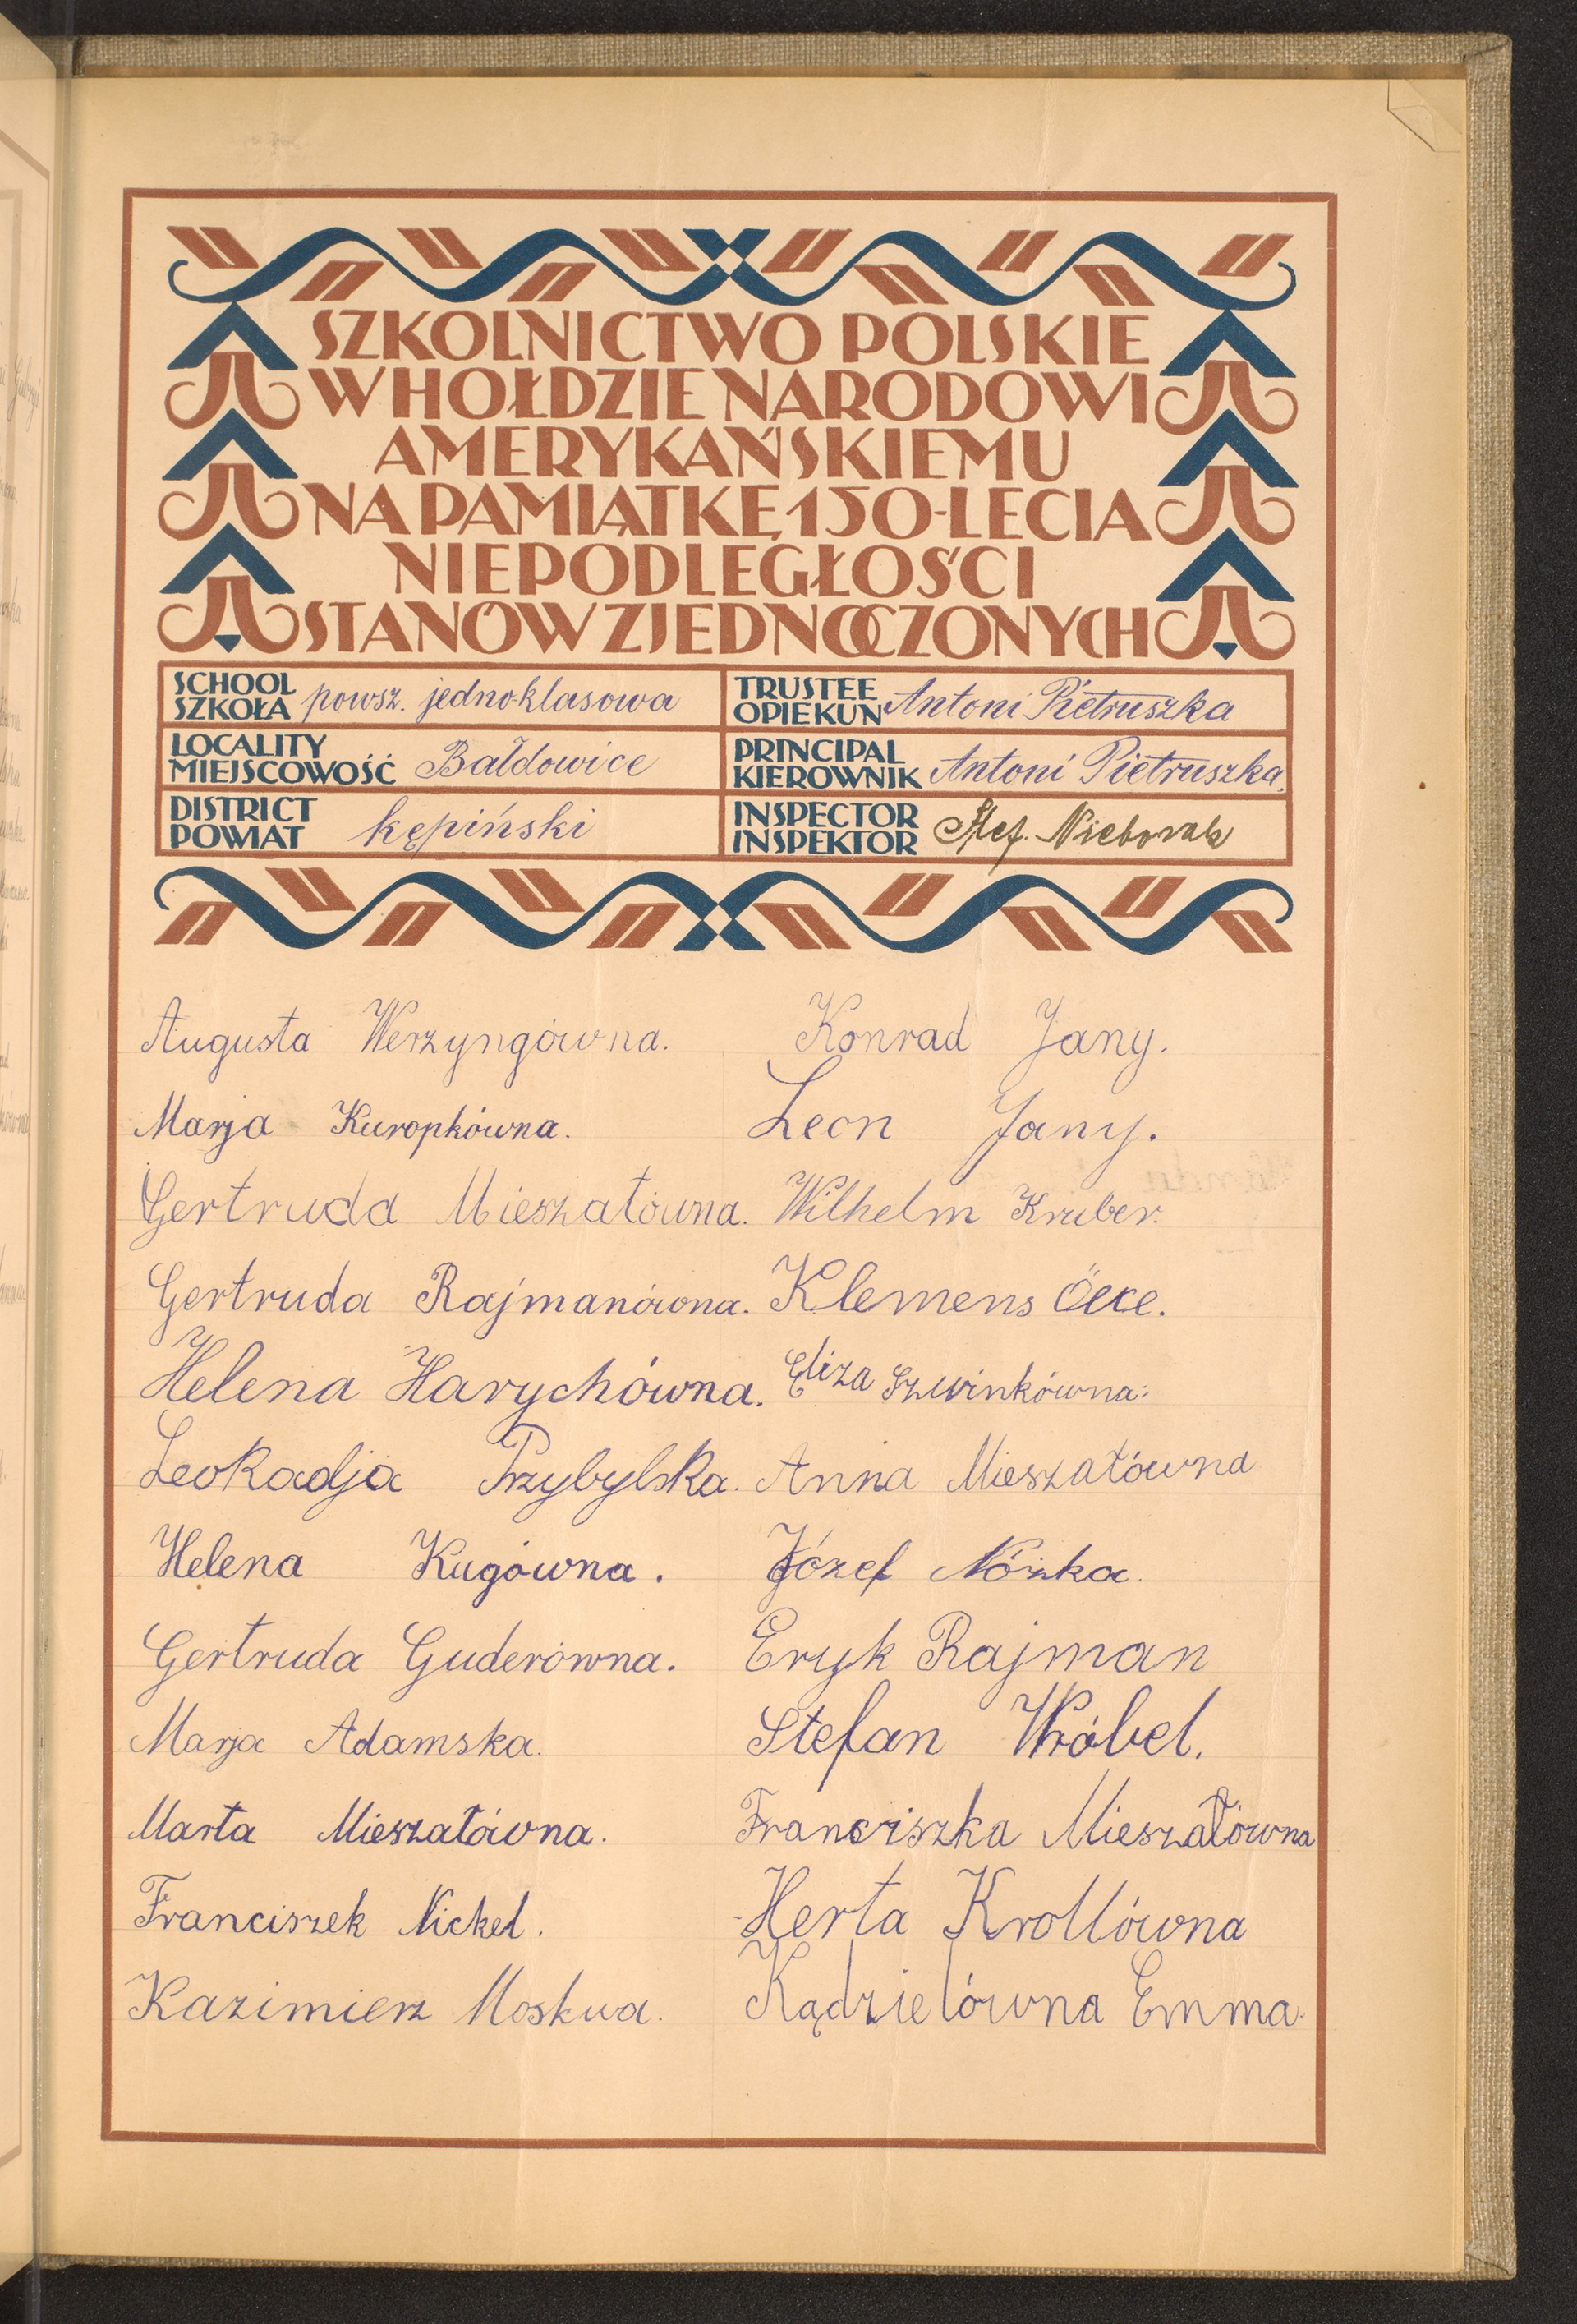 SZKOLNICTWO POLSKIE
W HOŁDZIE NARODOWI
AMERYKAŃSKIEMU
NA PAMIĄTKĘ 150-LECIA
NIEPODLEGŁOŚCI
STANÓW ZJEDNOCZONYCH
SCHOOL
SZKOŁA powsz. jednoklasowa
TRUSTEE
OPIEKUN Antoni Pietruszka
LOCALITY
MIEJSCOWOŚĆ Bałdowice
PRINCIPAL
KIEROWNIK Antoni Pietruszka.
DISTRICT
POWIAT kępiński
INSPECTOR
INSPEKTOR Stef. Nieborak
Augusta Werzyngówna.
Marja Kuropkówna.
Gertruda Mieszałówna.
Gertruda Rajmanówna.
Helena Harychówna.
Leokadja Przybylska.
Helena Kugówna.
Gertruda Guderówna.
Marja Adamska.
Marta Mieszałówna.
Franciszek Nickel.
Kazimierz Moskwa.
Konrad Jany.
Leon Jany.
Wilhelm Kruber.
Klemens
Eliza Szwinkówna.
Anna Mieszałówna
Józef Nóżka.
Eryk Rajman
Stefan Wróbel.
Franciszka Mieszałówna
Herta Krollówna
Kądzielówna Emma.